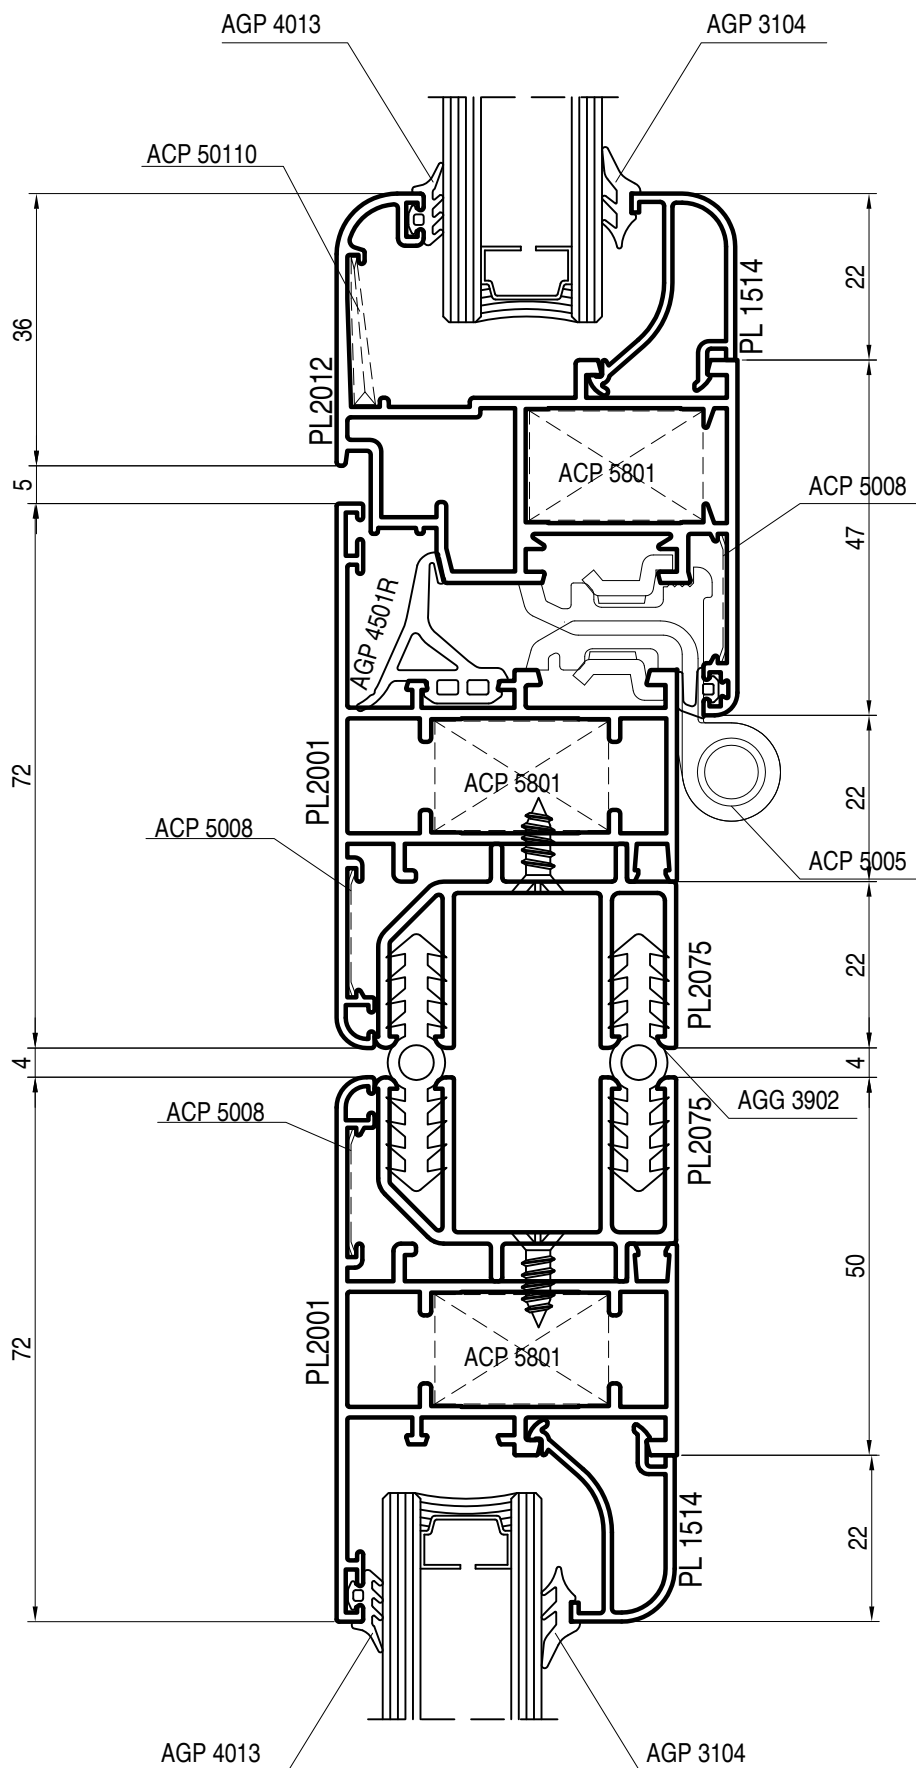 AGP 4013
AGP 3104
ACP 50110
36
22
PL 1514
PL2012
ACP 5801
ACP 5008
5
47
AGP 4501R
72
PL2001
ACP 5801
22
ACP 5008
ACP 5005
22
PL2075
4
4
ACP 5008
AGG 3902
PL2075
50
PL2001
72
ACP 5801
PL 1514
22
AGP 4013
AGP 3104